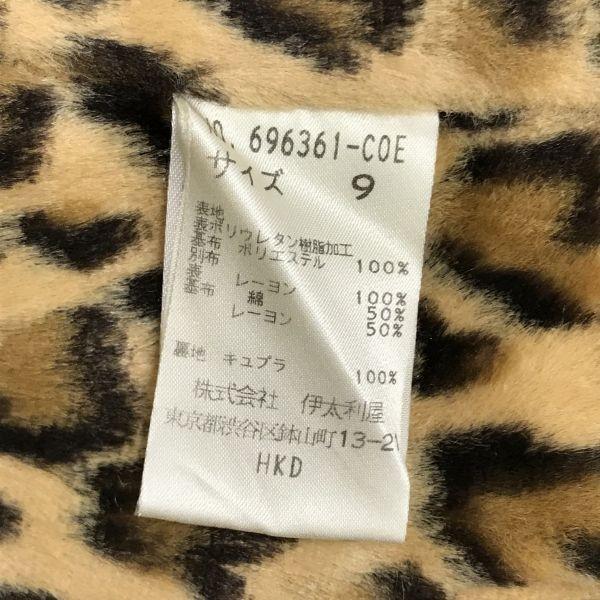 NO. 696361-COE
サイズ 9
表地
表ポリウレタン樹脂加工
基布 ポリエステル 100%
別布
表 レーヨン 100%
基布 綿 50%
レーヨン 50%
裏地 キュプラ 100%
株式会社 伊太利屋
東京都渋谷区鉢山町13-21
HKD